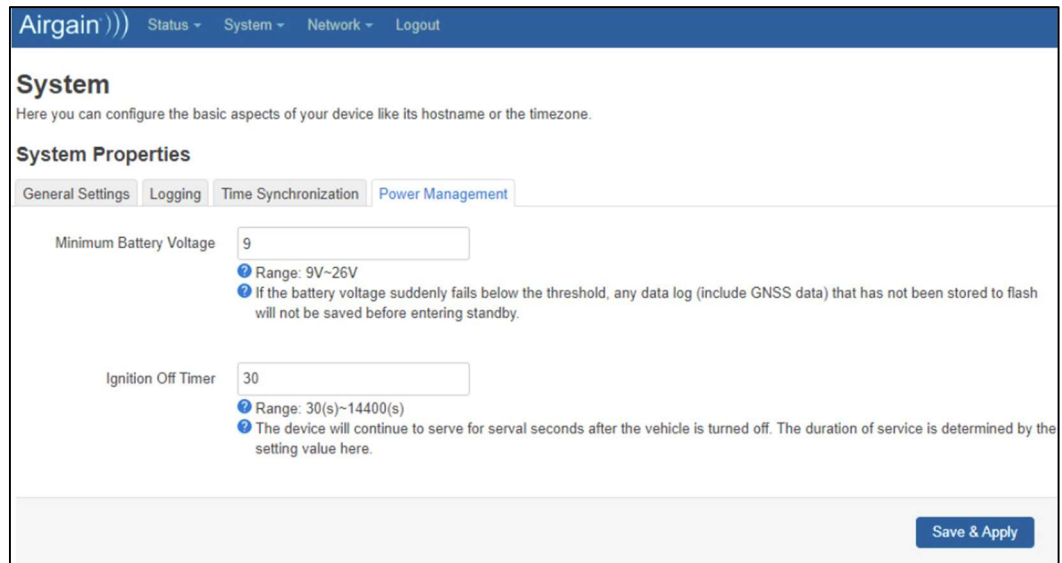 Airgain Status System Network Logout
System
Here you can configure the basic aspects of your device like its hostname or the timezone.
System Properties
General Settings Logging Time Synchronization Power Management
Minimum Battery Voltage 9
Range: 9V~26V
If the battery voltage suddenly fails below the threshold, any data log (include GNSS data) that has not been stored to flash
will not be saved before entering standby.
Ignition Off Timer 30
Range: 30(s)~14400(s)
The device will continue to serve for serval seconds after the vehicle is turned off. The duration of service is determined by the
setting value here.
Save & Apply